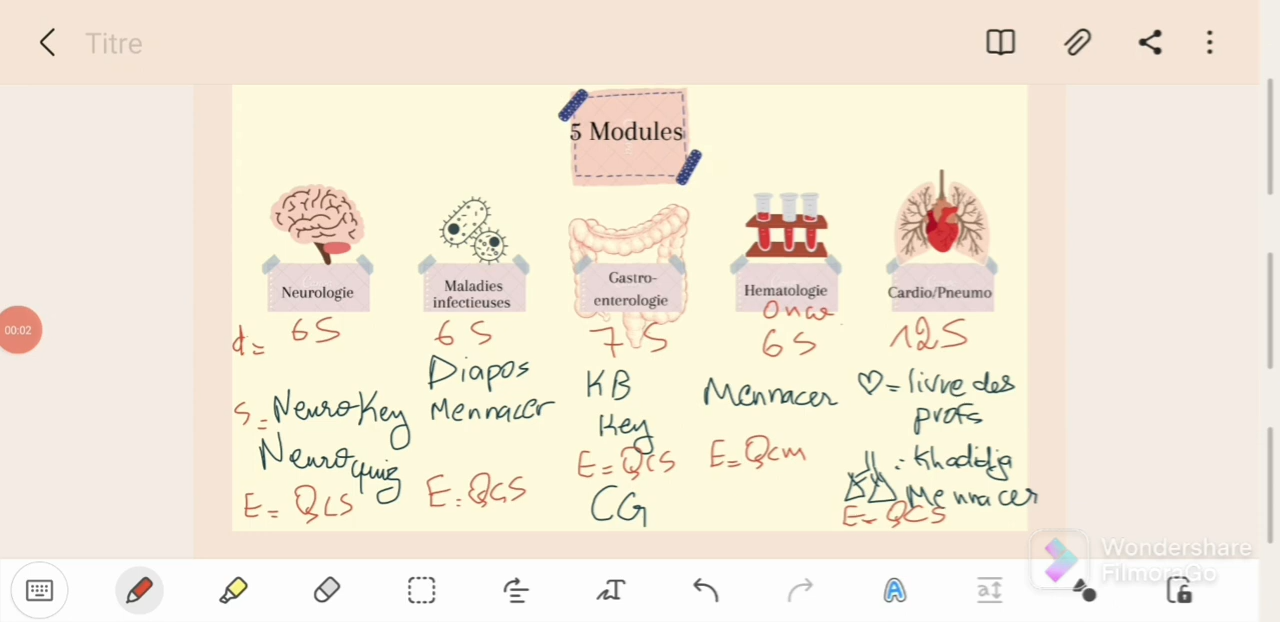 Titre
5 Modules
Neurologie
Maladies
infectieuses
Gastro-
enterologie
Hematologie
Onco
Cardio/Pneumo
00:02
d= 6S 6S 7S 6S 12S
S= NeuroKey
Neuroquiz
E= QCS
Diapos
Mennacer
E= QCS
KB
Key
E= QCS
CG
Mennacer
E= Qcm
♡= livre des
profs
: Khadidja
Mennacer
E= QCS
Wondershare
FilmoraGo